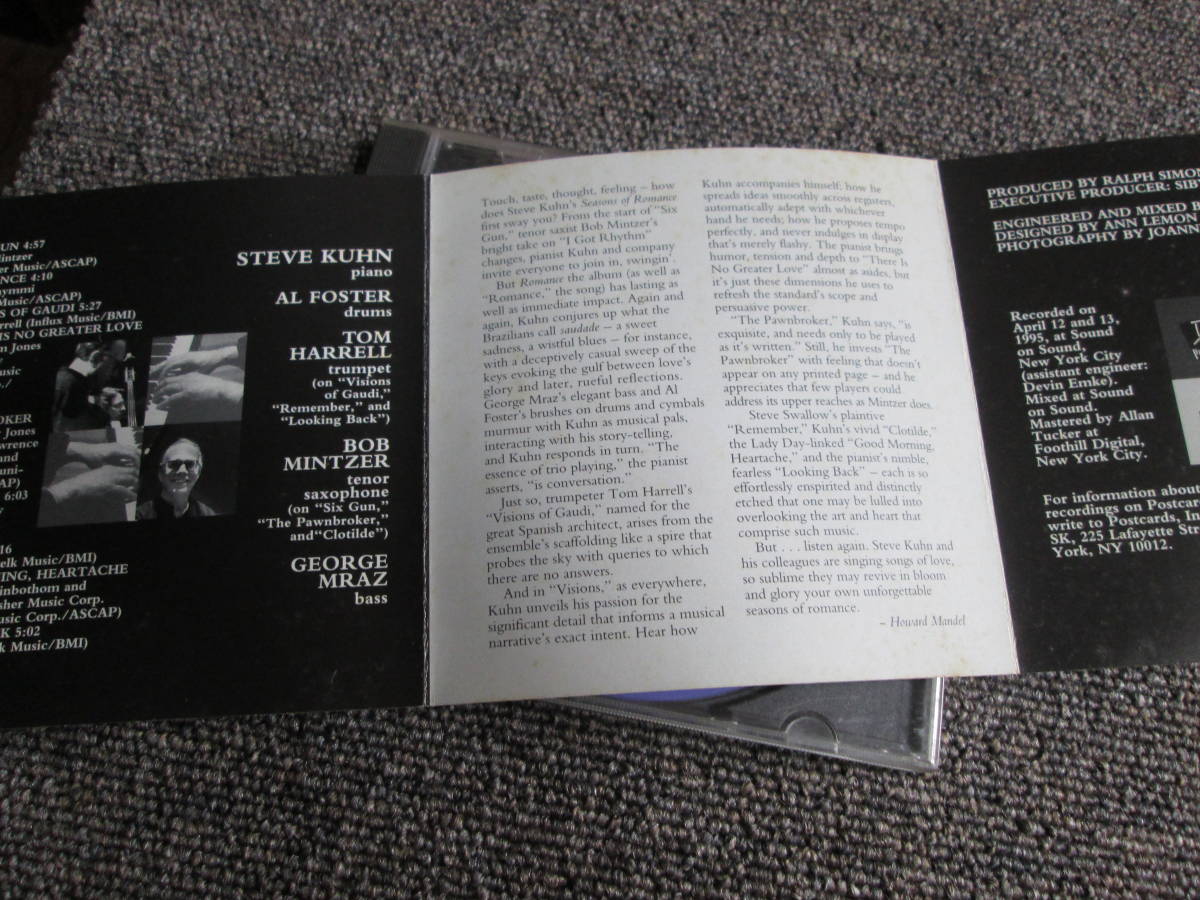 UN 4:57
intzer
er Music/ASCAP)
NCE 4:10
aymmi
Music/ASCAP)
S OF GAUDI 5:27
rrell (Influx Music/BMI)
TS NO GREATER LOVE
m Jones
usic
./
OKER
Jones
wrence
and
uni-
AP)
6:03
16
elk Music/BMI)
ING, HEARTACHE
inbothom and
sher Music Corp.
usic Corp./ASCAP)
K 5:02
k Music/BMI)
STEVE KUHN
piano
AL FOSTER
drums
TOM
HARRELL
trumpet
(on “Visions
of Gaudi,”
“Remember,” and
“Looking Back”)
BOB
MINTZER
tenor
saxophone
(on “Six Gun,”
“The Pawnbroker,”
and“Clotilde”)
GEORGE
MRAZ
bass
Touch, taste, thought, feeling – how
does Steve Kuhn's Seasons of Romance
first sway you? From the start of “Six
Gun,” tenor saxist Bob Mintzer's
bright take on “I Got Rhythm”
changes, pianist Kuhn and company
invite everyone to join in, swingin'.
But Romance the album (as well as
“Romance,” the song) has lasting as
well as immediate impact. Again and
again, Kuhn conjures up what the
Brazilians call saudade – a sweet
sadness, a wistful blues – for instance,
with a deceptively casual sweep of the
keys evoking the gulf between love's
glory and later, rueful reflections.
George Mraz's elegant bass and Al
Foster's brushes on drums and cymbals
murmur with Kuhn as musical pals,
interacting with his story-telling,
and Kuhn responds in turn. “The
essence of trio playing,” the pianist
asserts, “is conversation.”
Just so, trumpeter Tom Harrell's
“Visions of Gaudi,” named for the
great Spanish architect, arises from the
ensemble's scaffolding like a spire that
probes the sky with queries to which
there are no answers.
And in “Visions,” as everywhere,
Kuhn unveils his passion for the
significant detail that informs a musical
narrative's exact intent. Hear how
Kuhn accompanies himself; how he
spreads ideas smoothly across registers,
automatically adept with whichever
hand he needs; how he proposes tempo
perfectly, and never indulges in display
that's merely flashy. The pianist brings
humor, tension and depth to “There Is
No Greater Love” almost as asides, but
it's just these dimensions he uses to
refresh the standard's scope and
persuasive power.
“The Pawnbroker,” Kuhn says, “is
exquisite, and needs only to be played
as it's written.” Still, he invests “The
Pawnbroker” with feeling that doesn't
appear on any printed page – and he
appreciates that few players could
address its upper reaches as Mintzer does.
Steve Swallow's plaintive
“Remember,” Kuhn's vivid “Clotilde,”
the Lady Day-linked “Good Morning,
Heartache,” and the pianist's nimble,
fearless “Looking Back” – each is so
effortlessly enspirited and distinctly
etched that one may be lulled into
overlooking the art and heart that
comprise such music.
But . . . listen again. Steve Kuhn and
his colleagues are singing songs of love,
so sublime they may revive in bloom
and glory your own unforgettable
seasons of romance.
– Howard Mandel
PRODUCED BY RALPH SIMON
EXECUTIVE PRODUCER: SIB
ENGINEERED AND MIXED B
DESIGNED BY ANN LEMON
PHOTOGRAPHY BY JOANN
Recorded on
April 12 and 13,
1995, at Sound
on Sound,
New York City
(assistant engineer:
Devin Emke).
Mixed at Sound
on Sound.
Mastered by Allan
Tucker at
Foothill Digital,
New York City.
For information abou
recordings on Postcar
write to Postcards, I
SK, 225 Lafayette St
York, NY 10012.